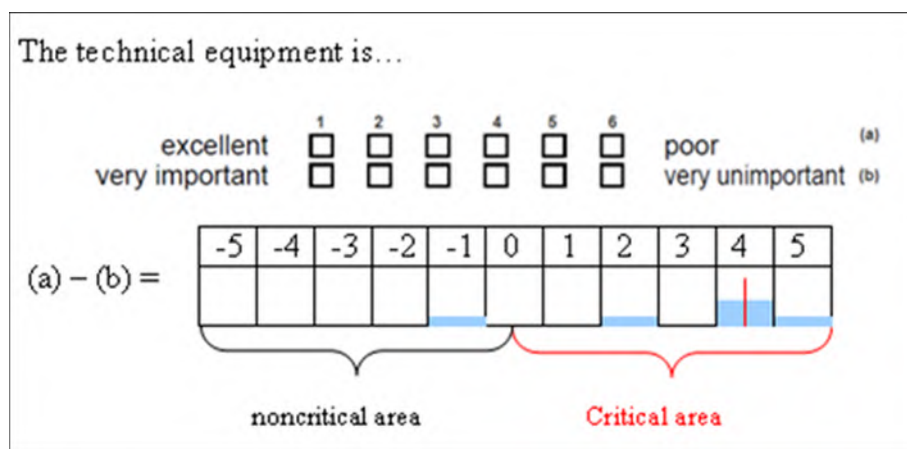 The technical equipment is...
1 2 3 4 5 6
excellent poor (a)
very important very unimportant (b)
-5 -4 -3 -2 -1 0 1 2 3 4 5
(a) – (b) =
noncritical area Critical area